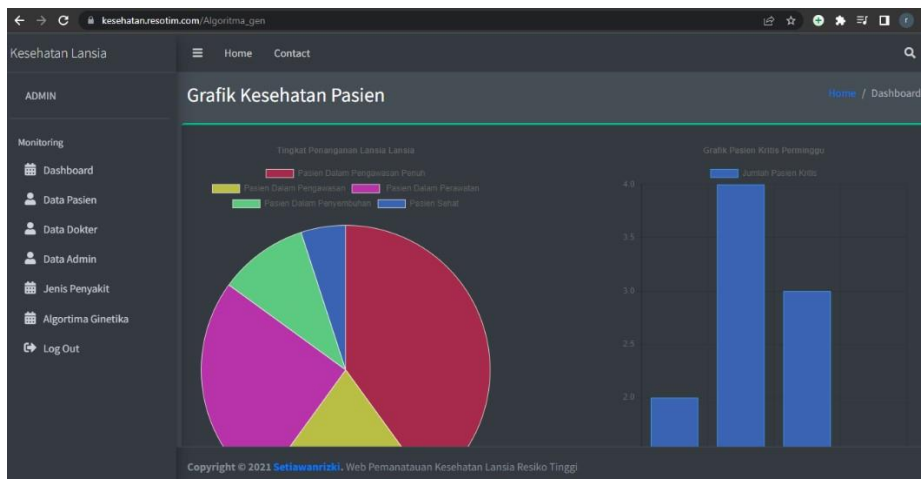 kesehatan.resotim.com/Algoritma_gen
Kesehatan Lansia
Home Contact
ADMIN
Grafik Kesehatan Pasien
Home / Dashboard
Monitoring
Dashboard
Data Pasien
Data Dokter
Data Admin
Jenis Penyakit
Algortima Ginetika
Log Out
Tingkat Penanganan Lansia Lansia
Pasien Dalam Pengawasan Penuh
Pasien Dalam Pengawasan Pasien Dalam Perawatan
Pasien Dalam Penyembuhan Pasien Sehat
Grafik Pasien Kritis Perminggu
Jumlah Pasien Kritis
4.0
3.5
3.0
2.5
2.0
Copyright © 2021 Setiawanrizki. Web Pemanatauan Kesehatan Lansia Resiko Tinggi